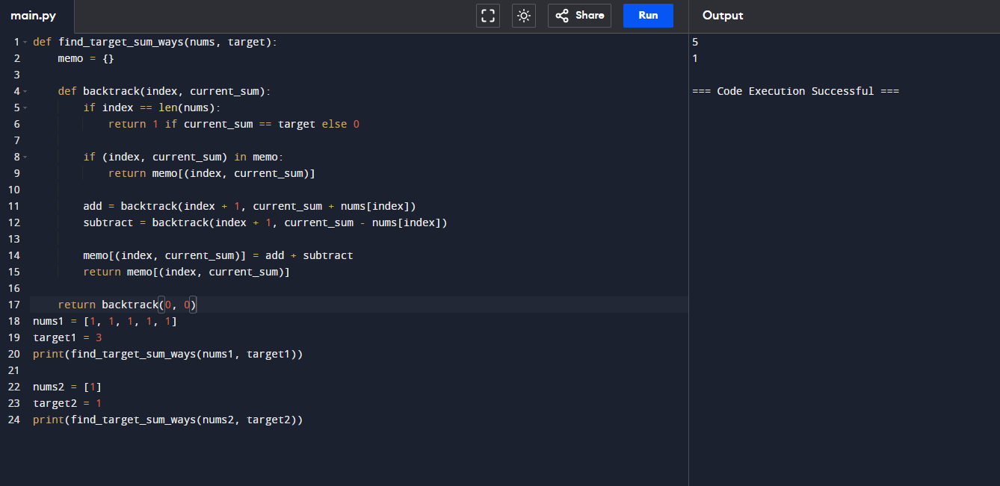 main.py
Share
Run
Output
1 def find_target_sum_ways(nums, target):
2     memo = {}
3
4     def backtrack(index, current_sum):
5         if index == len(nums):
6             return 1 if current_sum == target else 0
7
8         if (index, current_sum) in memo:
9             return memo[(index, current_sum)]
10
11         add = backtrack(index + 1, current_sum + nums[index])
12         subtract = backtrack(index + 1, current_sum - nums[index])
13
14         memo[(index, current_sum)] = add + subtract
15         return memo[(index, current_sum)]
16
17     return backtrack(0, 0)
18 nums1 = [1, 1, 1, 1, 1]
19 target1 = 3
20 print(find_target_sum_ways(nums1, target1))
21
22 nums2 = [1]
23 target2 = 1
24 print(find_target_sum_ways(nums2, target2))
5
1
=== Code Execution Successful ===